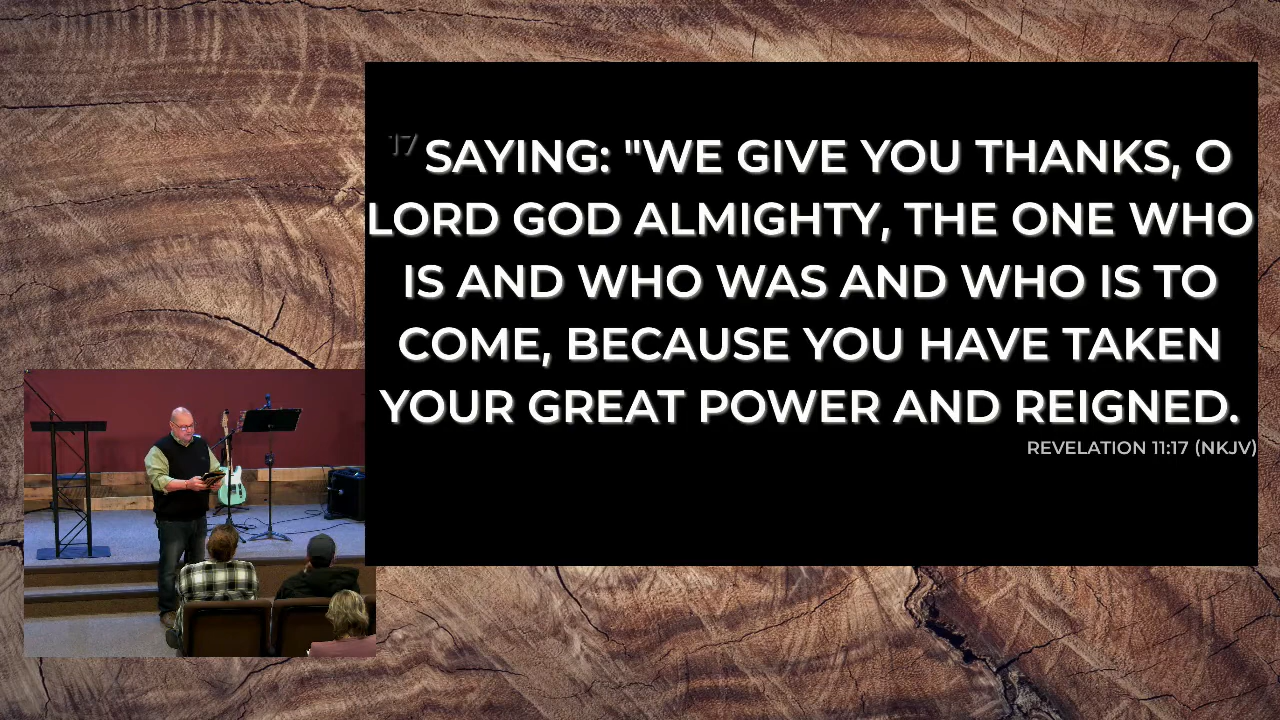 17 SAYING: "WE GIVE YOU THANKS, O
LORD GOD ALMIGHTY, THE ONE WHO
IS AND WHO WAS AND WHO IS TO
COME, BECAUSE YOU HAVE TAKEN
YOUR GREAT POWER AND REIGNED.
REVELATION 11:17 (NKJV)